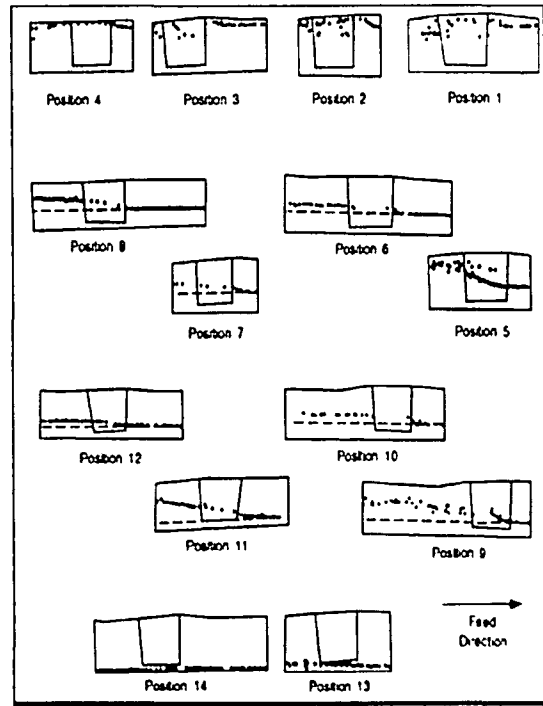 Position 4
Position 3
Position 2
Position 1
Position 8
Position 6
Position 7
Position 5
Position 12
Position 10
Position 11
Position 9
Feed
Direction
Position 14
Position 13